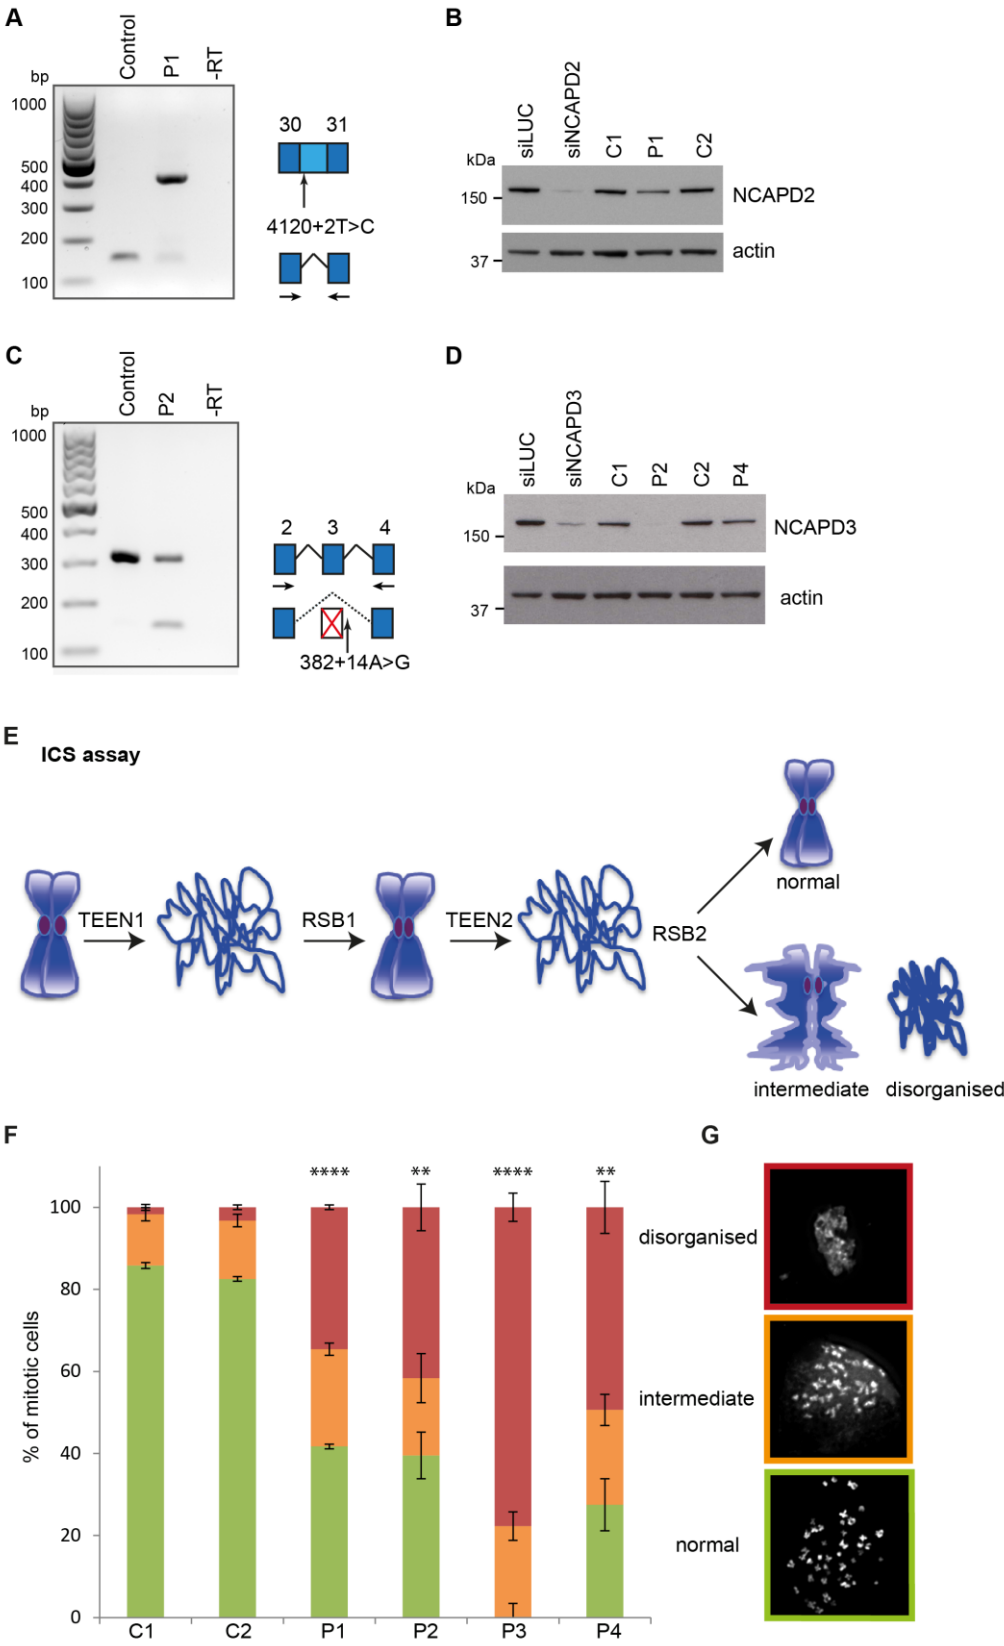 A
Control
P1
-RT
bp
1000
500
400
300
200
100
30 31
4120+2T>C
B
siLUC
siNCAPD2
C1
P1
C2
kDa
150
NCAPD2
37
actin
C
Control
P2
-RT
bp
1000
500
400
300
200
100
2 3 4
382+14A>G
D
siLUC
siNCAPD3
C1
P2
C2
P4
kDa
150
NCAPD3
37
actin
E
ICS assay
TEEN1
RSB1
TEEN2
RSB2
normal
intermediate disorganised
F
% of mitotic cells
100
80
60
40
20
0
**** ** **** **
C1 C2 P1 P2 P3 P4
G
disorganised
intermediate
normal